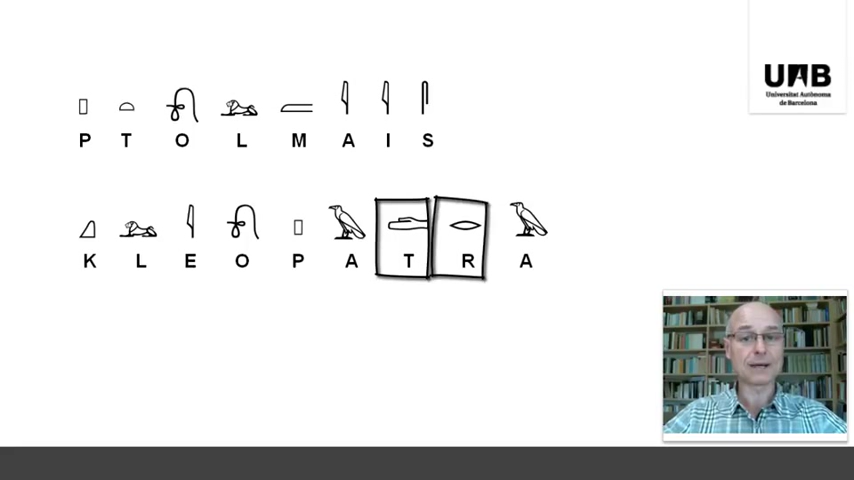 UAB
Universitat Autònoma
de Barcelona
𓊪 𓏏 𓍯 𓃭 𓐝 𓇋 𓇋 𓋴
P T O L M A I S
𓈎 𓃭 𓇋 𓍯 𓊪 𓄿 𓂧 𓂋 𓄿
K L E O P A T R A